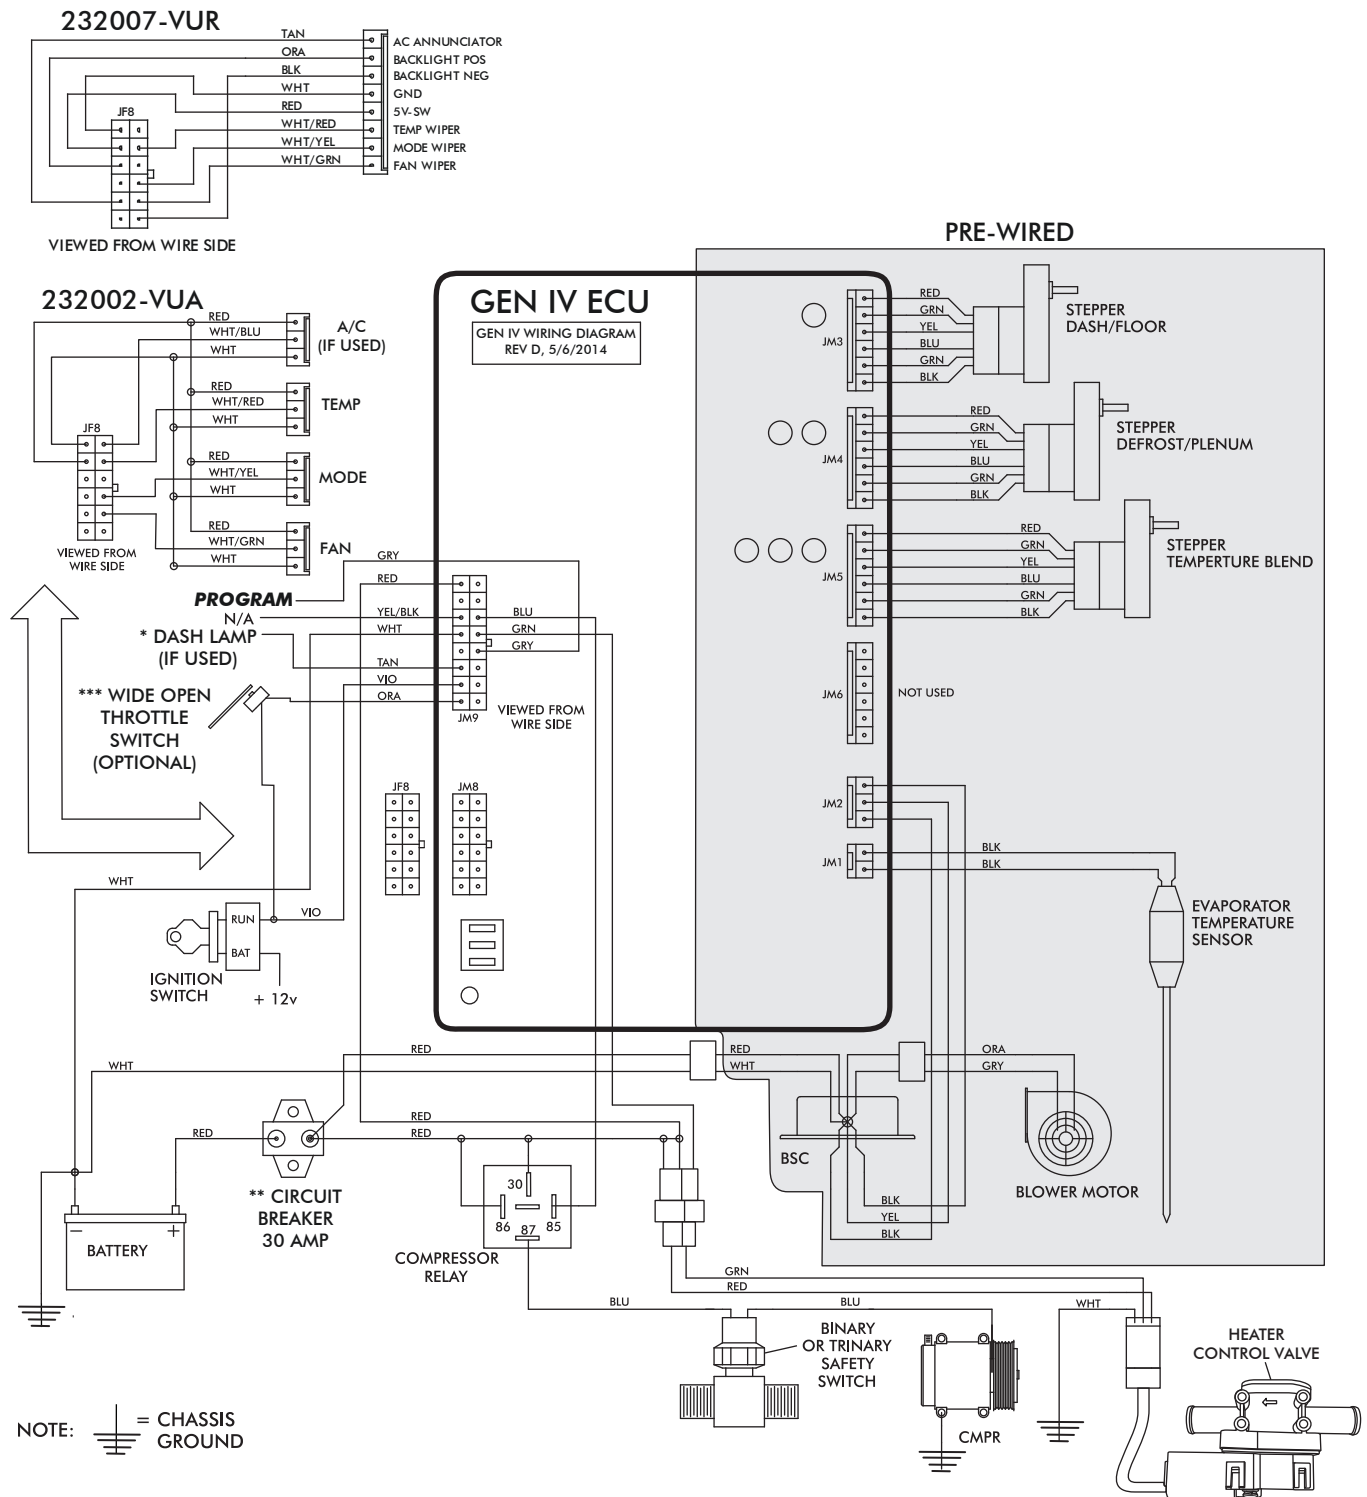 232007-VUR
TAN
ORA
BLK
WHT
RED
WHT/RED
WHT/YEL
WHT/GRN
AC ANNUNCIATOR
BACKLIGHT POS
BACKLIGHT NEG
GND
5V-SW
TEMP WIPER
MODE WIPER
FAN WIPER
JF8
VIEWED FROM WIRE SIDE
232002-VUA
RED
WHT/BLU
WHT
A/C
(IF USED)
RED
WHT/RED
WHT
TEMP
JF8
RED
WHT/YEL
WHT
MODE
RED
WHT/GRN
WHT
FAN
VIEWED FROM
WIRE SIDE
GEN IV ECU
GEN IV WIRING DIAGRAM
REV D, 5/6/2014
PRE-WIRED
JM3
RED
GRN
YEL
BLU
GRN
BLK
STEPPER
DASH/FLOOR
JM4
RED
GRN
YEL
BLU
GRN
BLK
STEPPER
DEFROST/PLENUM
JM5
RED
GRN
YEL
BLU
GRN
BLK
STEPPER
TEMPERTURE BLEND
JM6
NOT USED
JM2
JM1
BLK
BLK
EVAPORATOR
TEMPERATURE
SENSOR
GRY
RED
PROGRAM
N/A
YEL/BLK
* DASH LAMP
(IF USED)
WHT
TAN
VIO
ORA
BLU
GRN
GRY
JM9
VIEWED FROM
WIRE SIDE
*** WIDE OPEN
THROTTLE
SWITCH
(OPTIONAL)
JF8
JM8
WHT
RUN
BAT
VIO
IGNITION
SWITCH
+ 12v
RED
WHT
RED
WHT
ORA
GRY
BSC
BLOWER MOTOR
BLK
YEL
BLK
RED
RED
RED
** CIRCUIT
BREAKER
30 AMP
BATTERY
−
+
30
86
87
85
COMPRESSOR
RELAY
GRN
RED
BLU
BLU
WHT
BINARY
OR TRINARY
SAFETY
SWITCH
CMPR
HEATER
CONTROL VALVE
NOTE:
= CHASSIS
GROUND